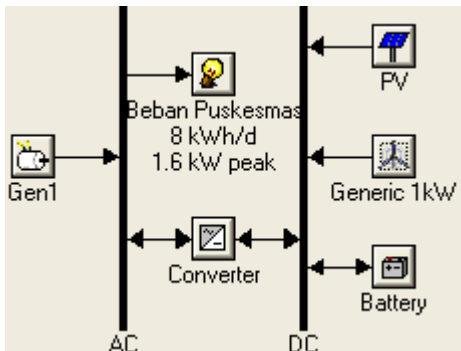 PV
Beban Puskesmas
8 kWh/d
1.6 kW peak
Gen1
Generic 1kW
Converter
Battery
AC
DC